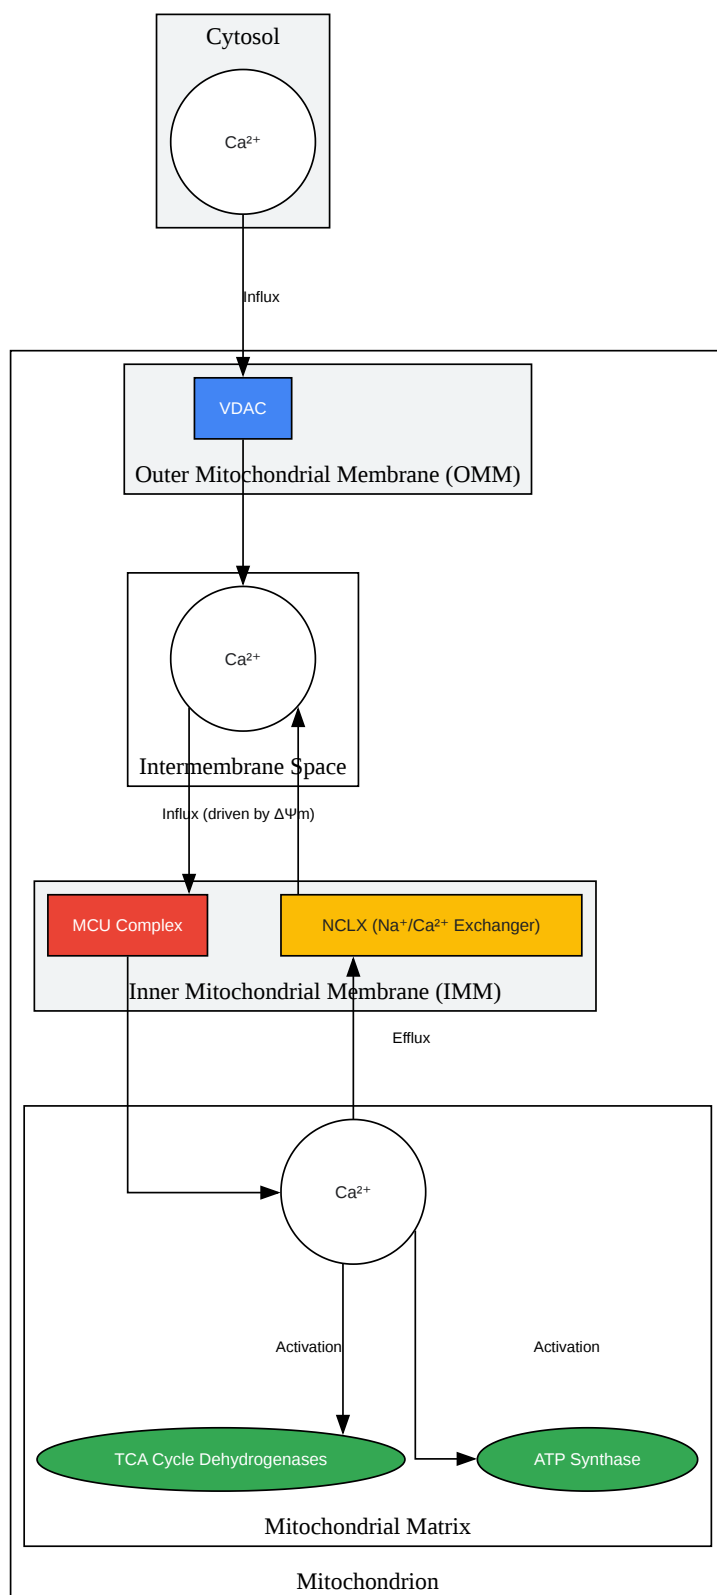 Cytosol
Ca²⁺
Influx
VDAC
Outer Mitochondrial Membrane (OMM)
Ca²⁺
Intermembrane Space
Influx (driven by ΔΨm)
MCU Complex
NCLX (Na⁺/Ca²⁺ Exchanger)
Inner Mitochondrial Membrane (IMM)
Efflux
Ca²⁺
Activation
Activation
TCA Cycle Dehydrogenases
ATP Synthase
Mitochondrial Matrix
Mitochondrion